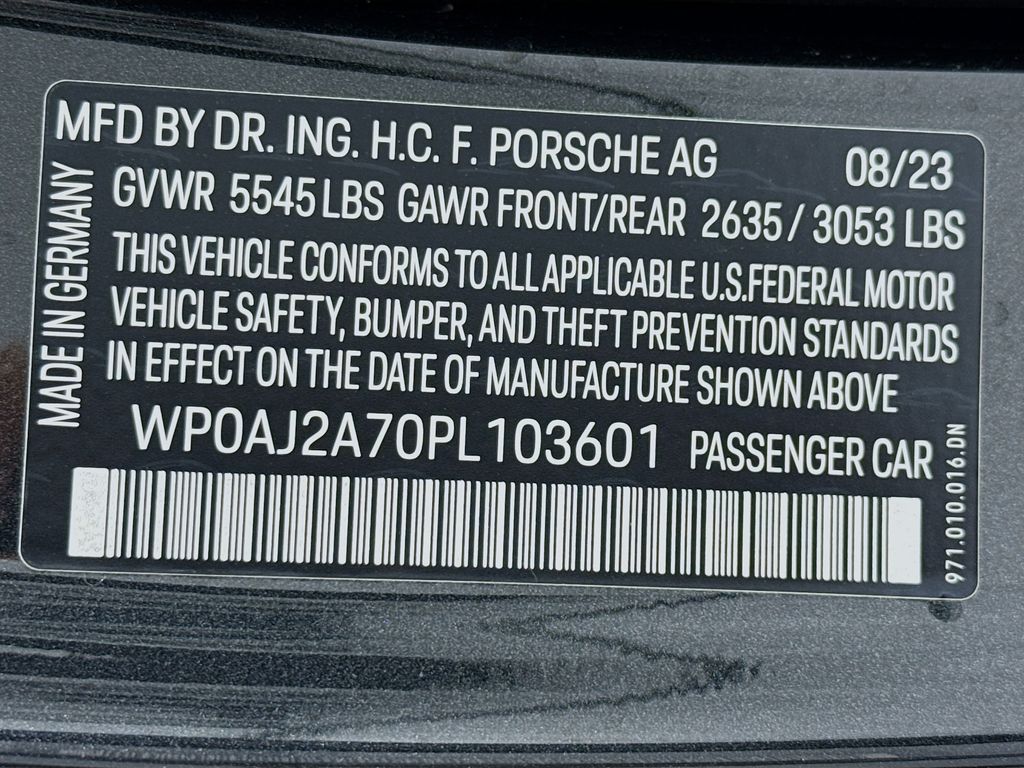 MFD BY DR. ING. H.C. F. PORSCHE AG 08/23
GVWR 5545 LBS GAWR FRONT/REAR 2635 / 3053 LBS
THIS VEHICLE CONFORMS TO ALL APPLICABLE U.S. FEDERAL MOTOR
VEHICLE SAFETY, BUMPER, AND THEFT PREVENTION STANDARDS
IN EFFECT ON THE DATE OF MANUFACTURE SHOWN ABOVE
WP0AJ2A70PL103601 PASSENGER CAR
MADE IN GERMANY
971.010.016.DN